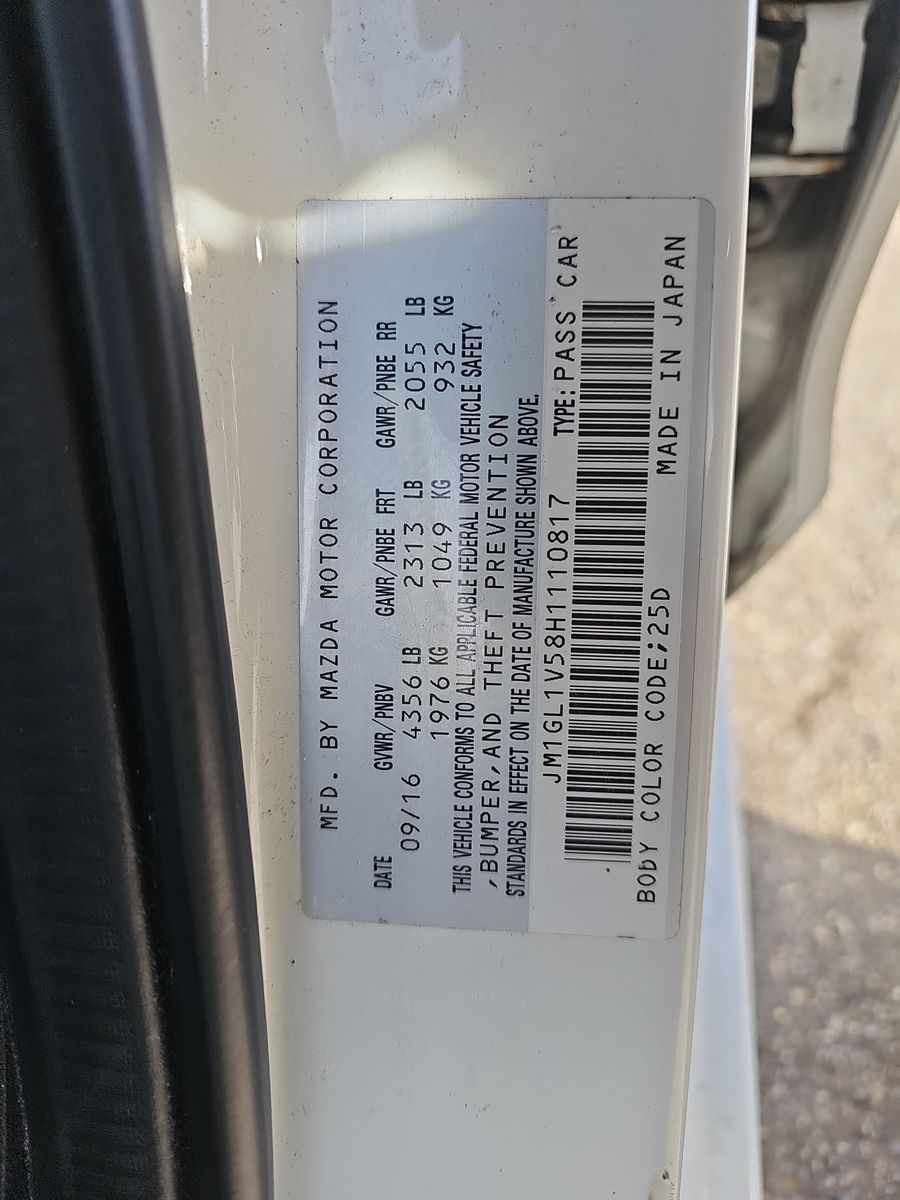 MFD. BY MAZDA MOTOR CORPORATION
DATE GVWR/PNBV GAWR/PNBE FRT GAWR/PNBE RR
09/16 4356 LB 2313 LB 2055 LB
1976 KG 1049 KG 932 KG
THIS VEHICLE CONFORMS TO ALL APPLICABLE FEDERAL MOTOR VEHICLE SAFETY
,BUMPER,AND THEFT PREVENTION
STANDARDS IN EFFECT ON THE DATE OF MANUFACTURE SHOWN ABOVE.
JM1GL1V58H1110817 TYPE:PASS CAR
BODY COLOR CODE;25D MADE IN JAPAN